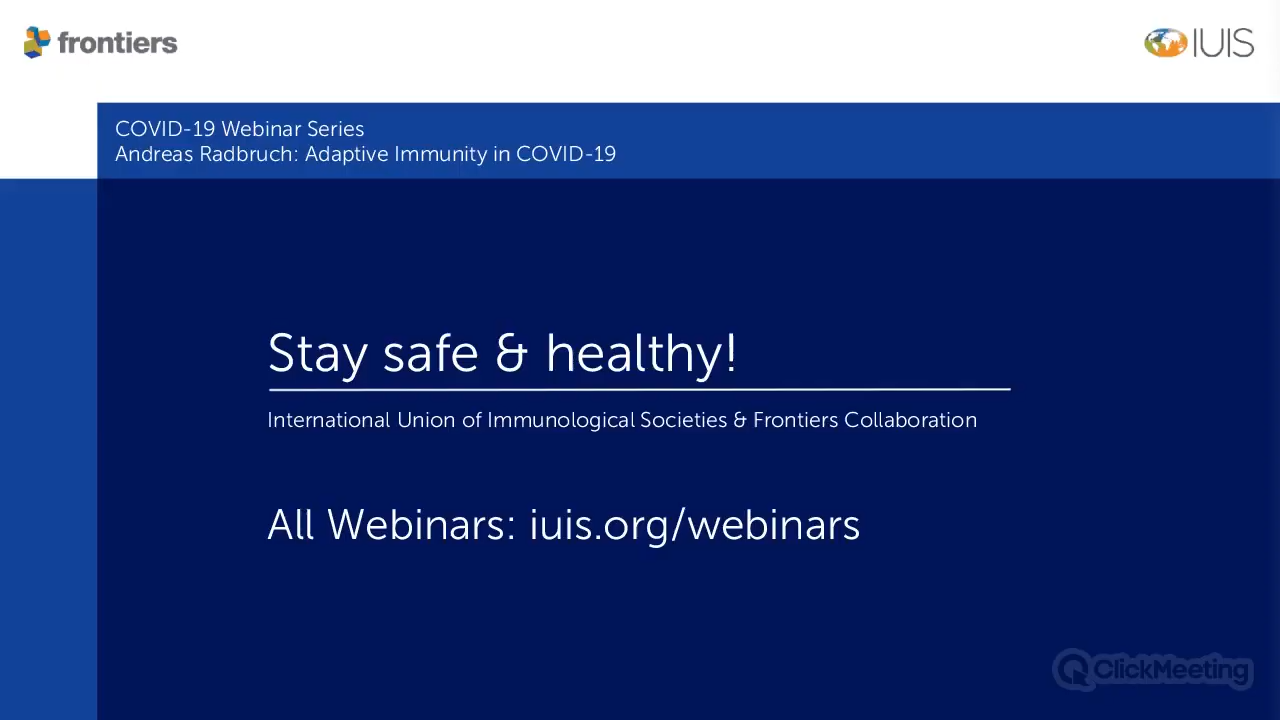 frontiers
IUIS
COVID-19 Webinar Series
Andreas Radbruch: Adaptive Immunity in COVID-19
Stay safe & healthy!
International Union of Immunological Societies & Frontiers Collaboration
All Webinars: iuis.org/webinars
ClickMeeting